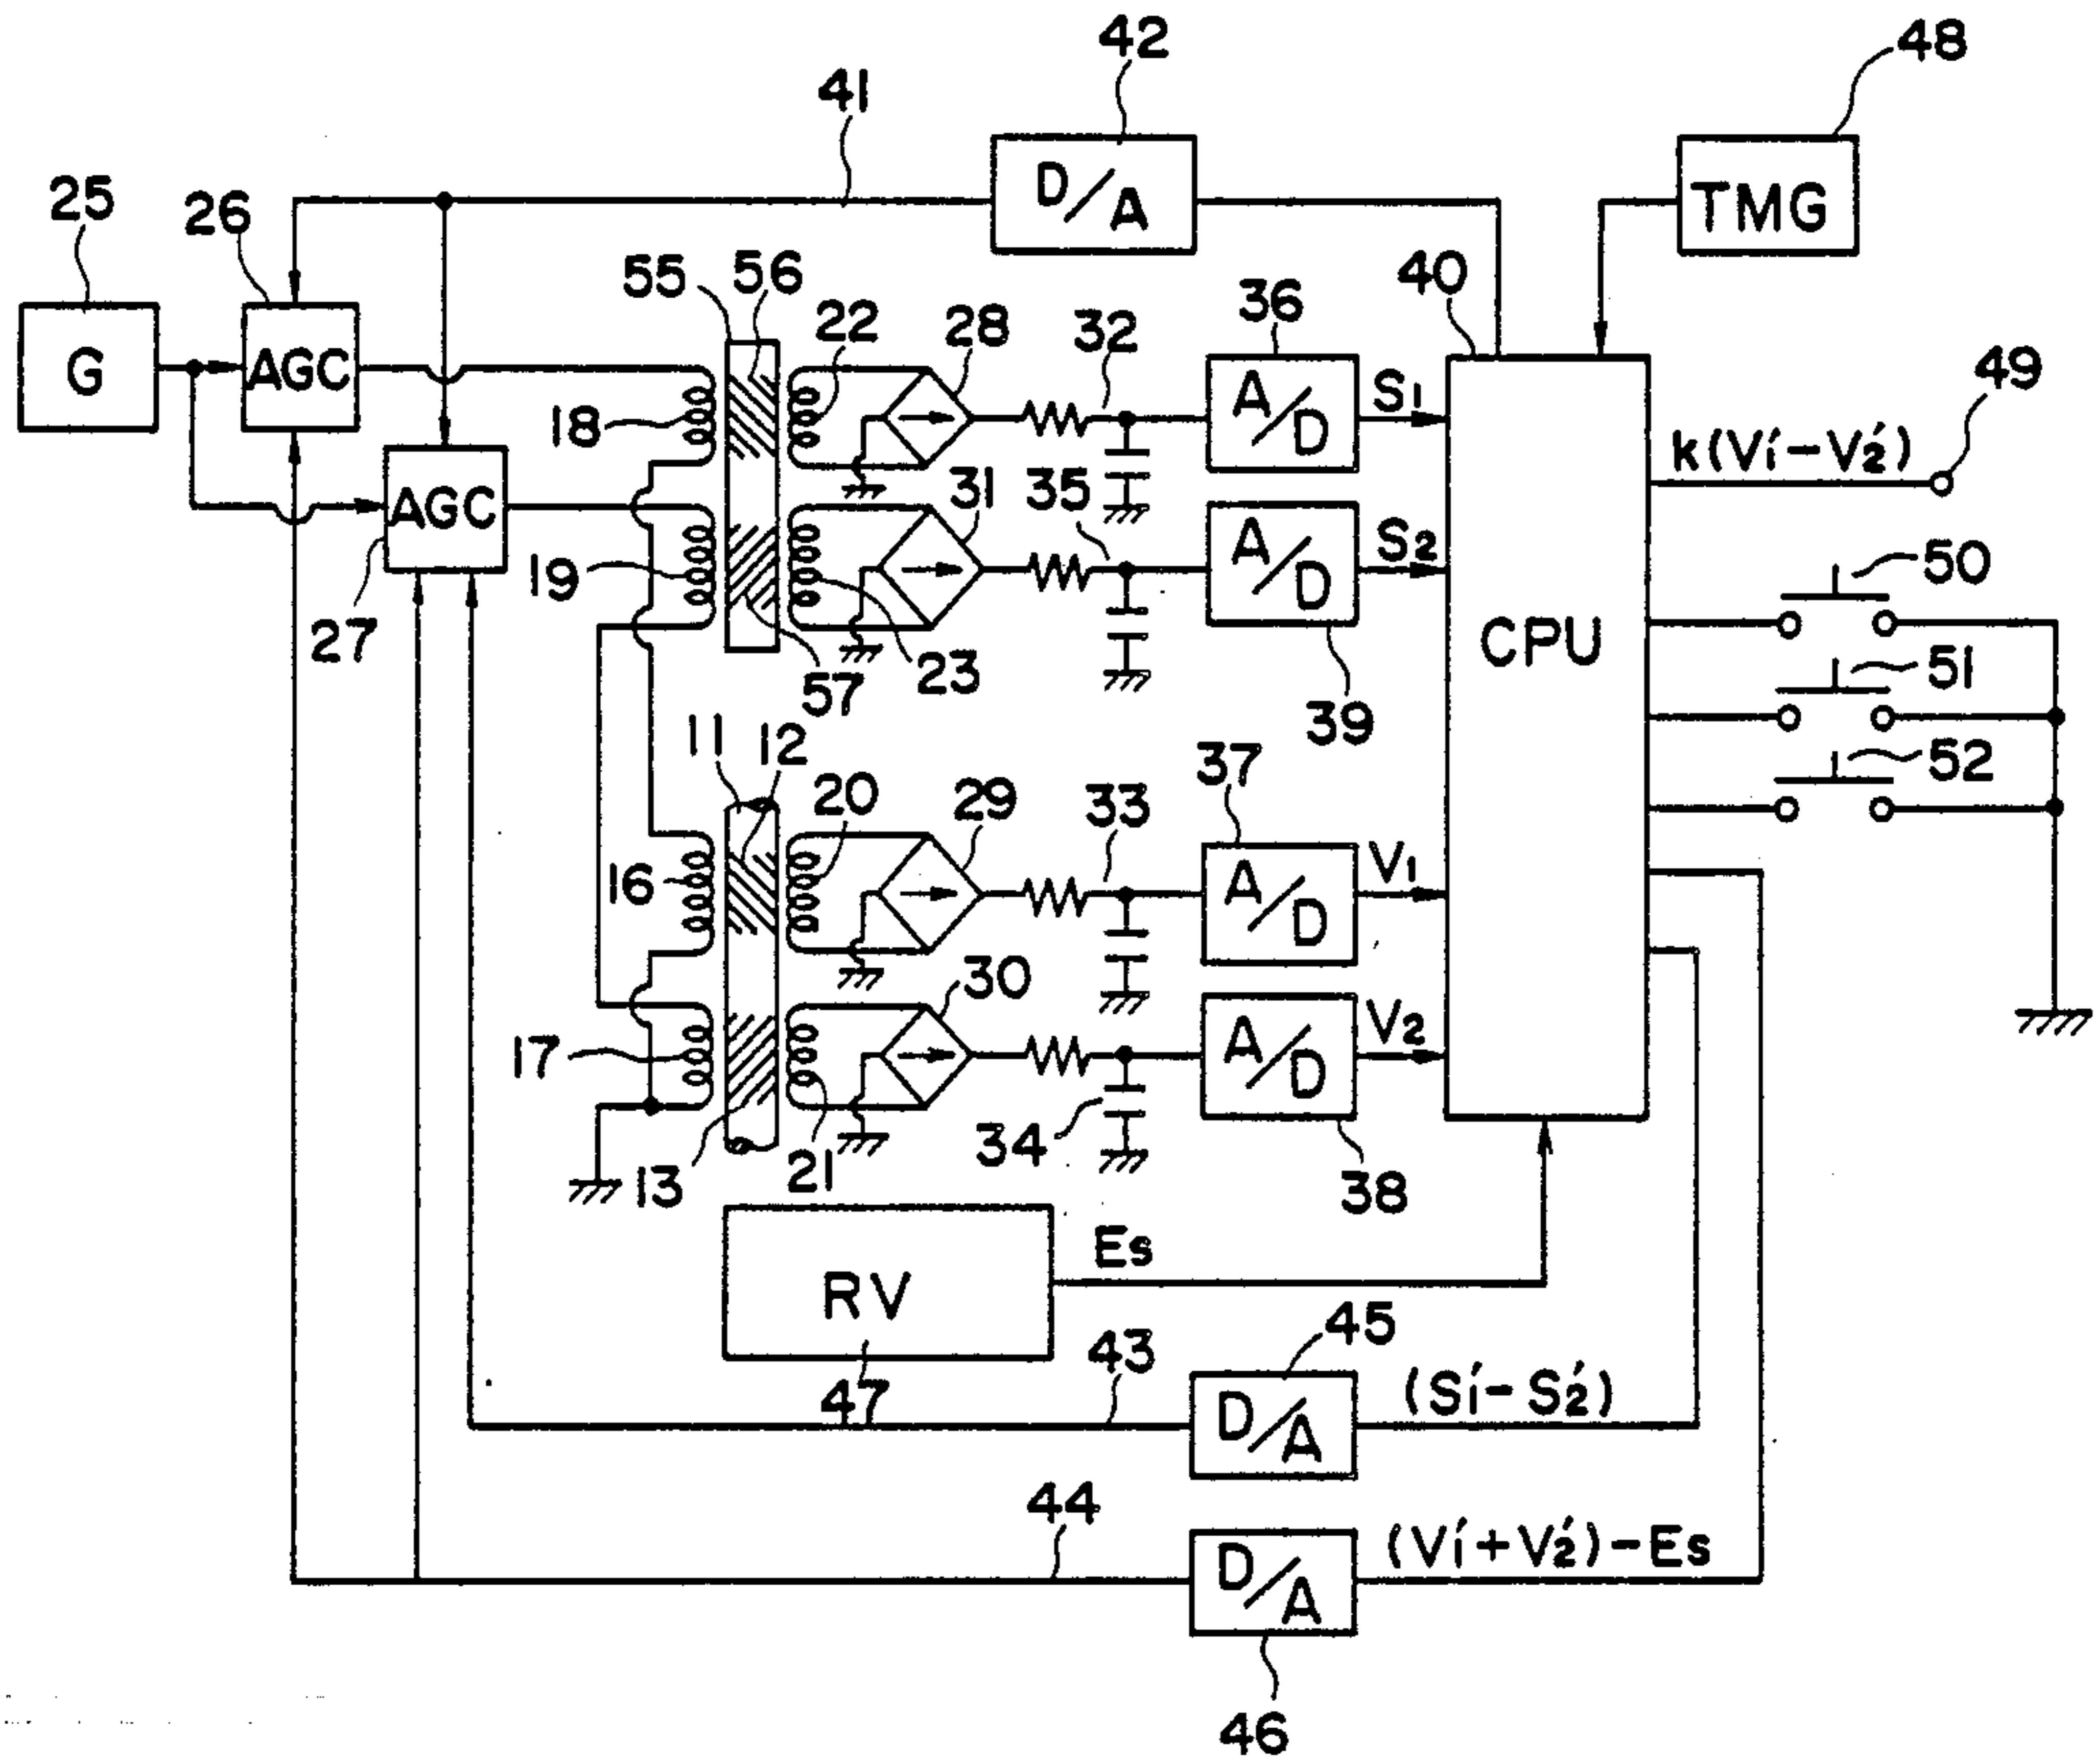 42
48
41
D/A
TMG
25
26
55
56
22
28
32
36
40
49
G
AGC
18
A/D
S1
k(V1′-V2′)
31
35
AGC
19
A/D
S2
CPU
50
27
57
23
39
51
11
12
20
29
33
37
52
16
A/D
V1
30
17
A/D
V2
34
13
21
38
RV
Es
47
43
45
D/A
(S1′-S2′)
44
D/A
(V1′+V2′)-Es
46